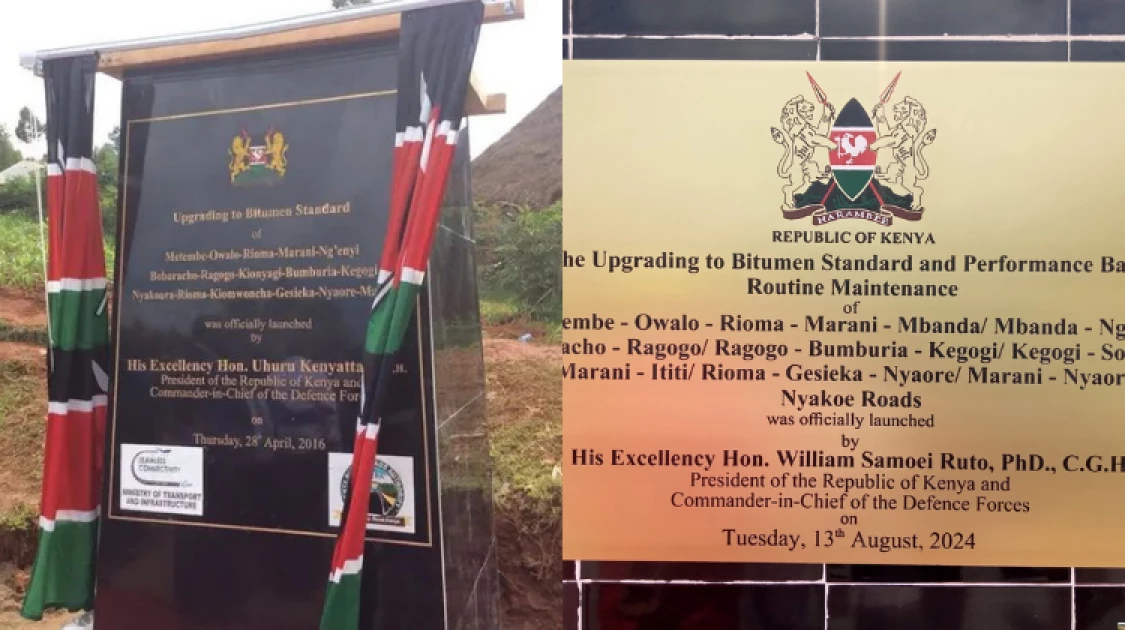 Upgrading to Bitumen Standard
of
Metembe-Owalo-Rioma-Marani-Ng'enyi
Bobaracho-Ragogo-Kionyagi-Bumburia-Kegogi
Nyakoora-Rioma-Kiomwoncha-Gesieka-Nyaore-Ma
was officially launched
by
His Excellency Hon. Uhuru Kenyatta .H.
President of the Republic of Kenya and
Commander-in-Chief of the Defence For
on
Thursday, 28th April, 2016
SEAMLESS
CONNECTIVITY
MINISTRY OF TRANSPORT
AND INFRASTRUCTURE
HARAMBEE
REPUBLIC OF KENYA
he Upgrading to Bitumen Standard and Performance Ba
Routine Maintenance
of
embe - Owalo - Rioma - Marani - Mbanda/ Mbanda - Ng
acho - Ragogo/ Ragogo - Bumburia - Kegogi/ Kegogi - So
Marani - Ititi/ Rioma - Gesieka - Nyaore/ Marani - Nyaor
Nyakoe Roads
was officially launched
by
His Excellency Hon. William Samoei Ruto, PhD., C.G.H
President of the Republic of Kenya and
Commander-in-Chief of the Defence Forces
on
Tuesday, 13th August, 2024